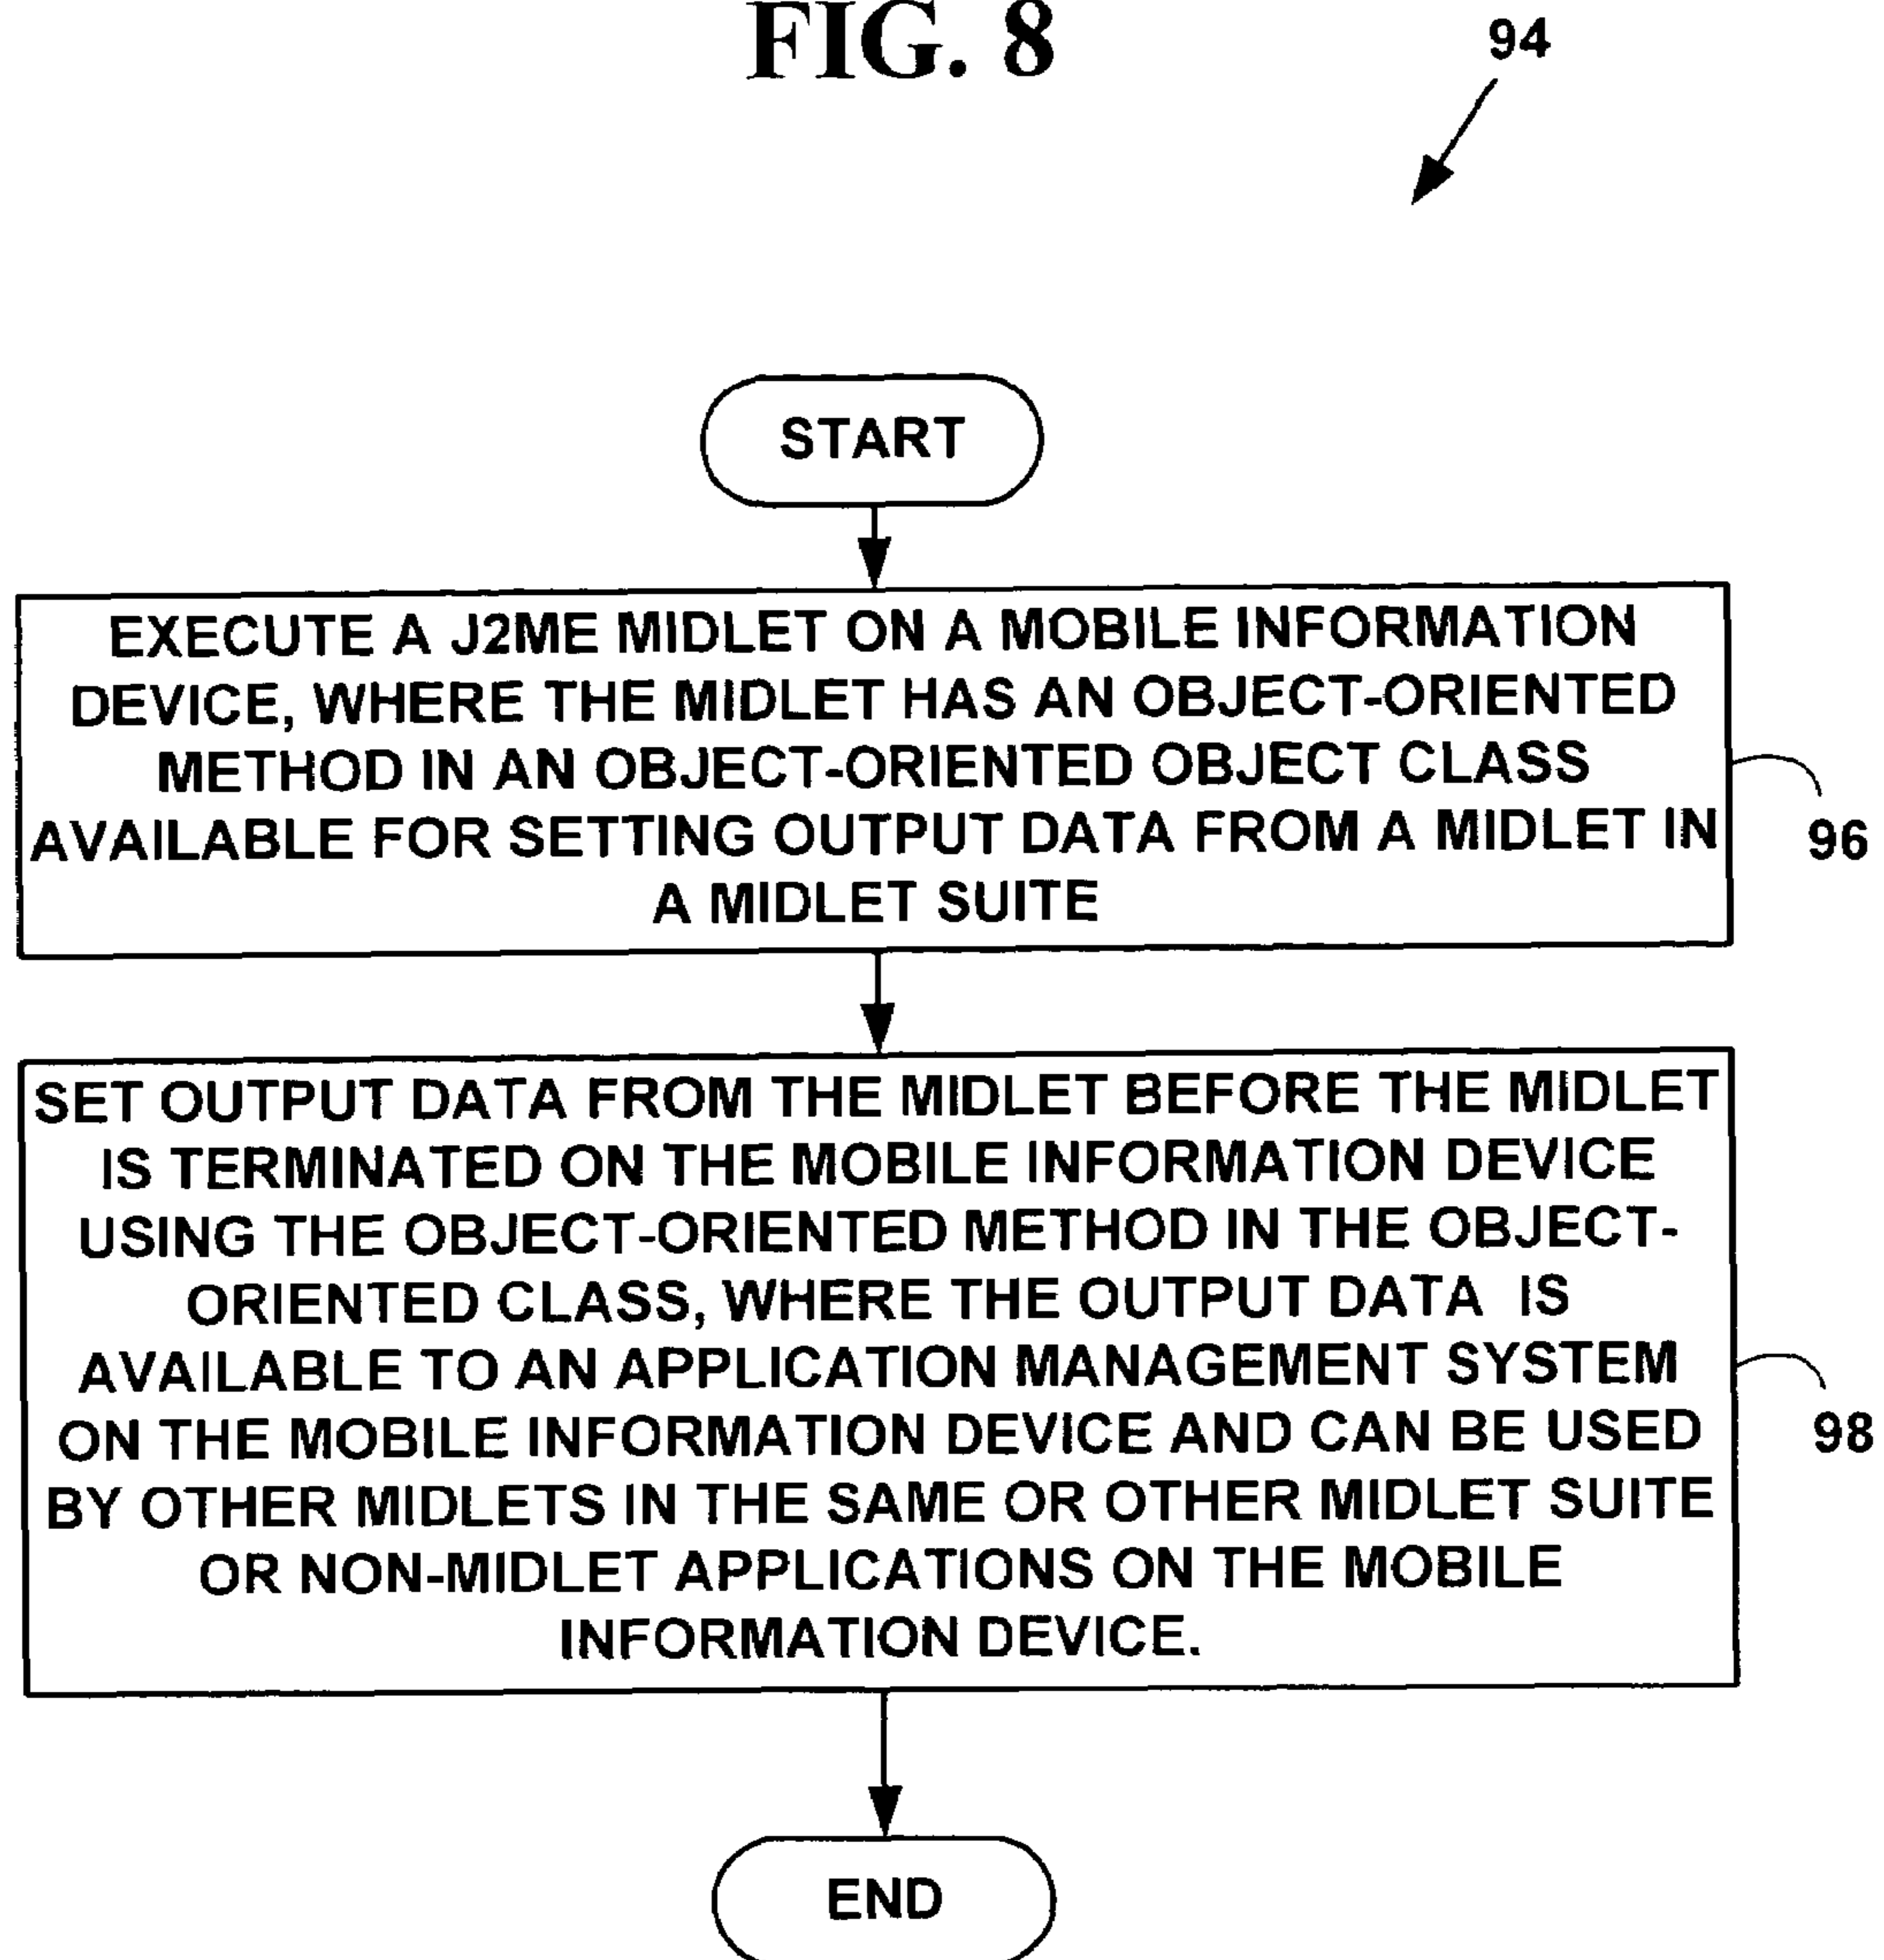 FIG. 8
94
START
EXECUTE A J2ME MIDLET ON A MOBILE INFORMATION
DEVICE, WHERE THE MIDLET HAS AN OBJECT-ORIENTED
METHOD IN AN OBJECT-ORIENTED OBJECT CLASS
AVAILABLE FOR SETTING OUTPUT DATA FROM A MIDLET IN
A MIDLET SUITE
96
SET OUTPUT DATA FROM THE MIDLET BEFORE THE MIDLET
IS TERMINATED ON THE MOBILE INFORMATION DEVICE
USING THE OBJECT-ORIENTED METHOD IN THE OBJECT-
ORIENTED CLASS, WHERE THE OUTPUT DATA IS
AVAILABLE TO AN APPLICATION MANAGEMENT SYSTEM
ON THE MOBILE INFORMATION DEVICE AND CAN BE USED
BY OTHER MIDLETS IN THE SAME OR OTHER MIDLET SUITE
OR NON-MIDLET APPLICATIONS ON THE MOBILE
INFORMATION DEVICE.
98
END